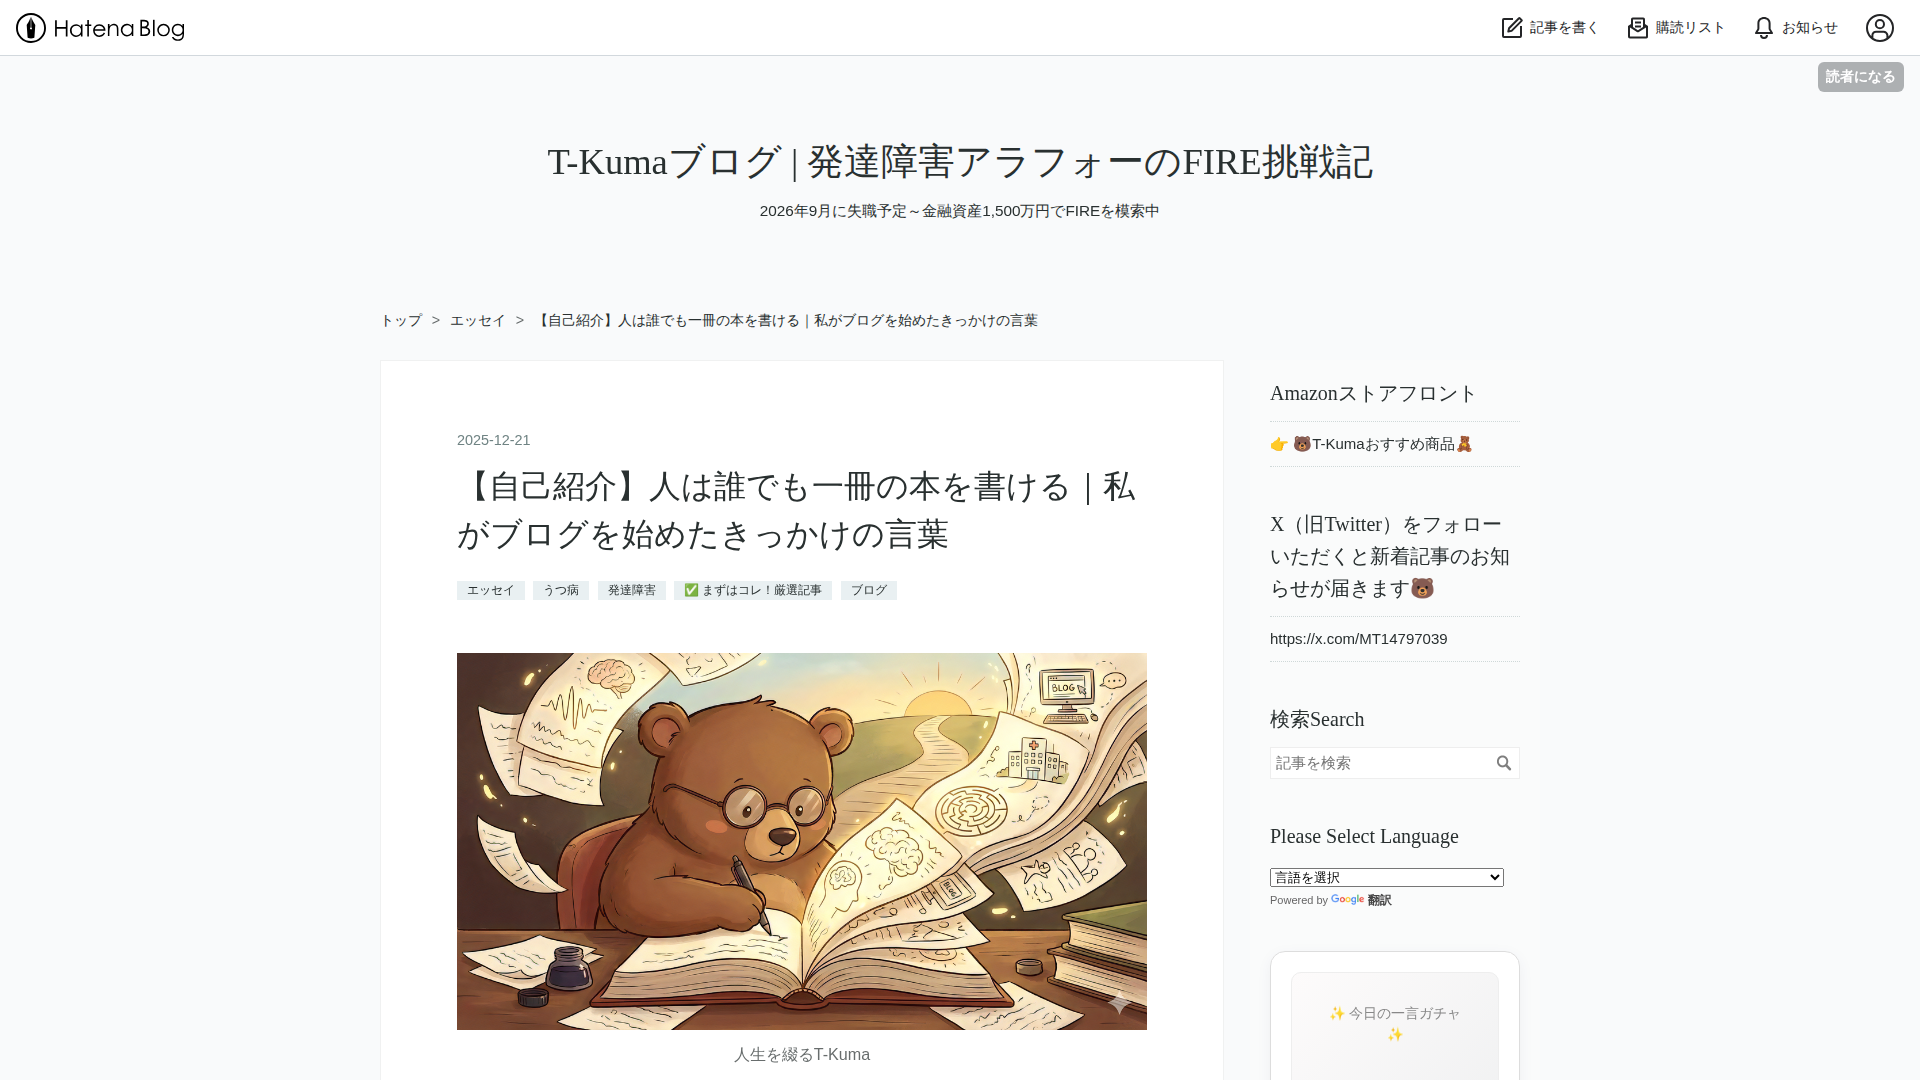 Hatena Blog
記事を書く
購読リスト
お知らせ
読者になる
T-Kumaブログ | 発達障害アラフォーのFIRE挑戦記
2026年9月に失職予定～金融資産1,500万円でFIREを模索中
トップ > エッセイ > 【自己紹介】人は誰でも一冊の本を書ける｜私がブログを始めたきっかけの言葉
2025-12-21
【自己紹介】人は誰でも一冊の本を書ける｜私
がブログを始めたきっかけの言葉
エッセイ うつ病 発達障害 ✅ まずはコレ！厳選記事 ブログ
BLOG
BLOG
人生を綴るT-Kuma
Amazonストアフロント
👉 🐻T-Kumaおすすめ商品🧸
X（旧Twitter）をフォロー
いただくと新着記事のお知
らせが届きます🐻
https://x.com/MT14797039
検索Search
記事を検索
Please Select Language
言語を選択
Powered by Google 翻訳
✨ 今日の一言ガチャ
✨